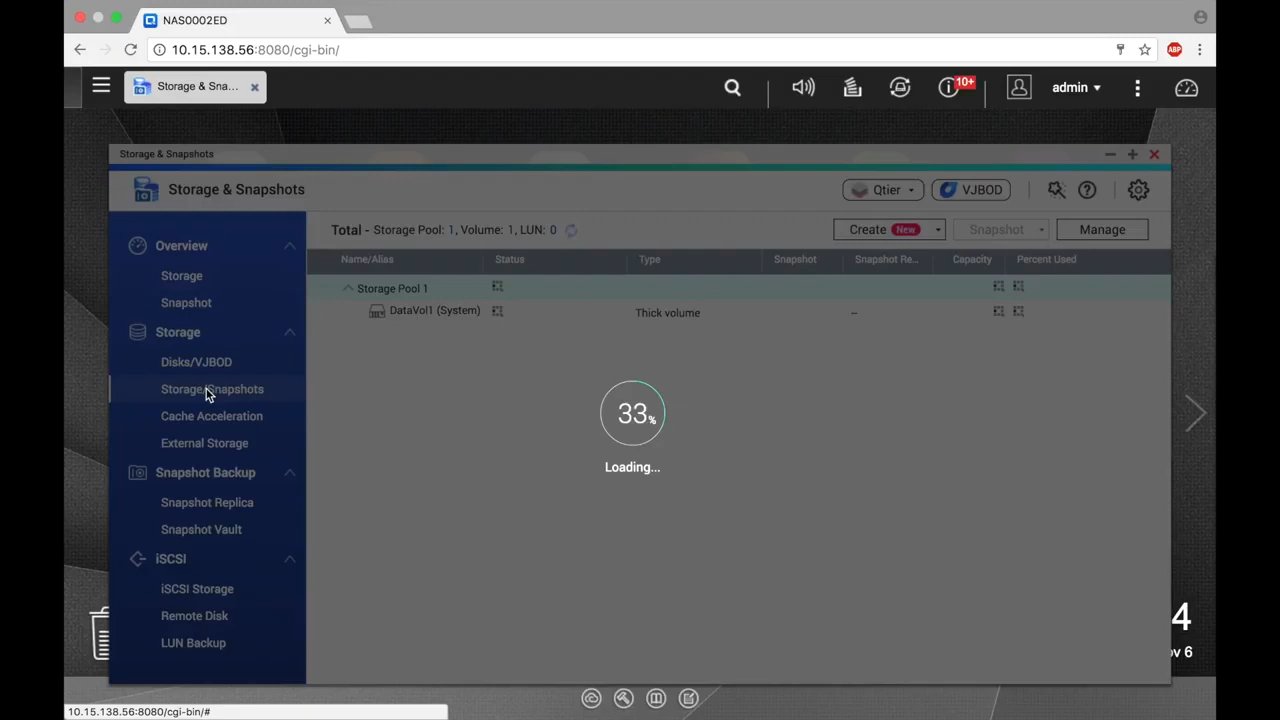 NAS0002ED
10.15.138.56:8080/cgi-bin/
ABP
Storage & Sna...
10+
admin
Storage & Snapshots
Storage & Snapshots
Qtier
VJBOD
Overview
Storage
Snapshot
Storage
Disks/VJBOD
Storage/Snapshots
Cache Acceleration
External Storage
Snapshot Backup
Snapshot Replica
Snapshot Vault
iSCSI
iSCSI Storage
Remote Disk
LUN Backup
Total - Storage Pool: 1, Volume: 1, LUN: 0
Create New
Snapshot
Manage
Name/Alias Status Type Snapshot Snapshot Re... Capacity Percent Used
Storage Pool 1
DataVol1 (System) Thick volume --
33%
Loading...
4
ov 6
10.15.138.56:8080/cgi-bin/#